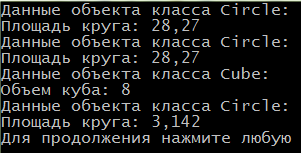 Данные объекта класса Circle:
Площадь круга: 28,27
Данные объекта класса Circle:
Площадь круга: 28,27
Данные объекта класса Cube:
Объем куба: 8
Данные объекта класса Circle:
Площадь круга: 3,142
Для продолжения нажмите любую